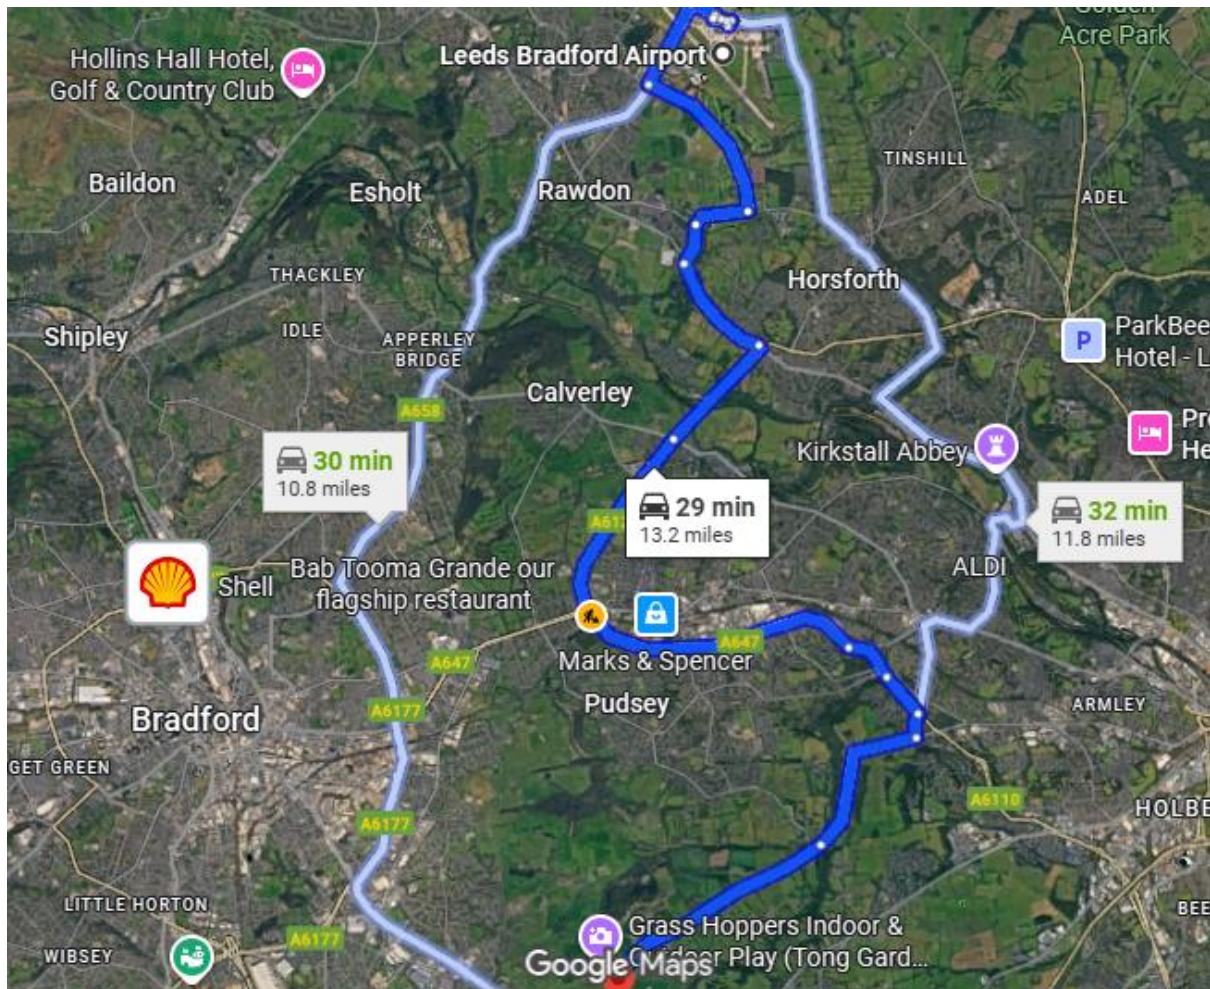 Golden
Acre Park
Hollins Hall Hotel,
Golf & Country Club
Leeds Bradford Airport
TINSHILL
Baildon
Esholt
Rawdon
ADEL
THACKLEY
Horsforth
Shipley
IDLE
APPERLEY
BRIDGE
P
ParkBee
Hotel - L
Calverley
A658
Pre
He
Kirkstall Abbey
30 min
10.8 miles
29 min
13.2 miles
32 min
11.8 miles
Shell
Bab Tooma Grande our
flagship restaurant
ALDI
A647
A647
Marks & Spencer
Pudsey
A6177
Bradford
ARMLEY
GET GREEN
A6110
HOLBE
A6177
LITTLE HORTON
BEE
A6177
WIBSEY
Grass Hoppers Indoor &
Outdoor Play (Tong Gard...
Google Maps